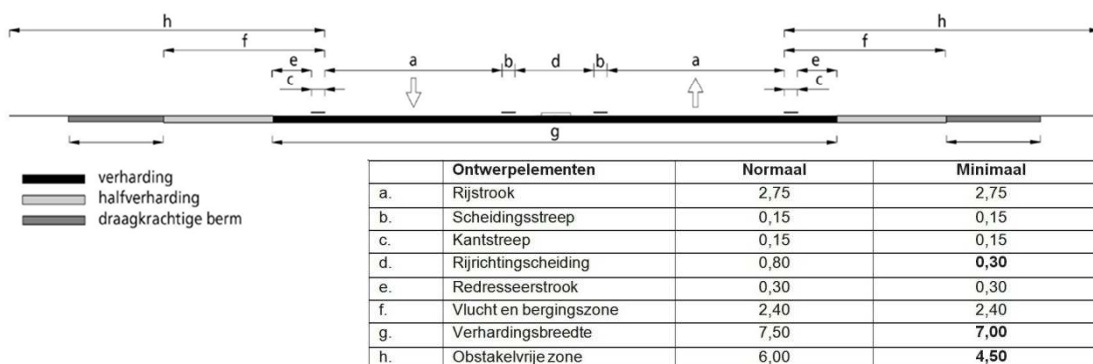 h
h
f
f
e
a
b
d
b
a
e
c
c
g
verharding
halfverharding
draagkrachtige berm
Ontwerpelementen Normaal Minimaal
a. Rijstrook 2,75 2,75
b. Scheidingsstreep 0,15 0,15
c. Kantstreep 0,15 0,15
d. Rijrichtingscheiding 0,80 0,30
e. Redresseerstrook 0,30 0,30
f. Vlucht en bergingszone 2,40 2,40
g. Verhardingsbreedte 7,50 7,00
h. Obstakelvrije zone 6,00 4,50